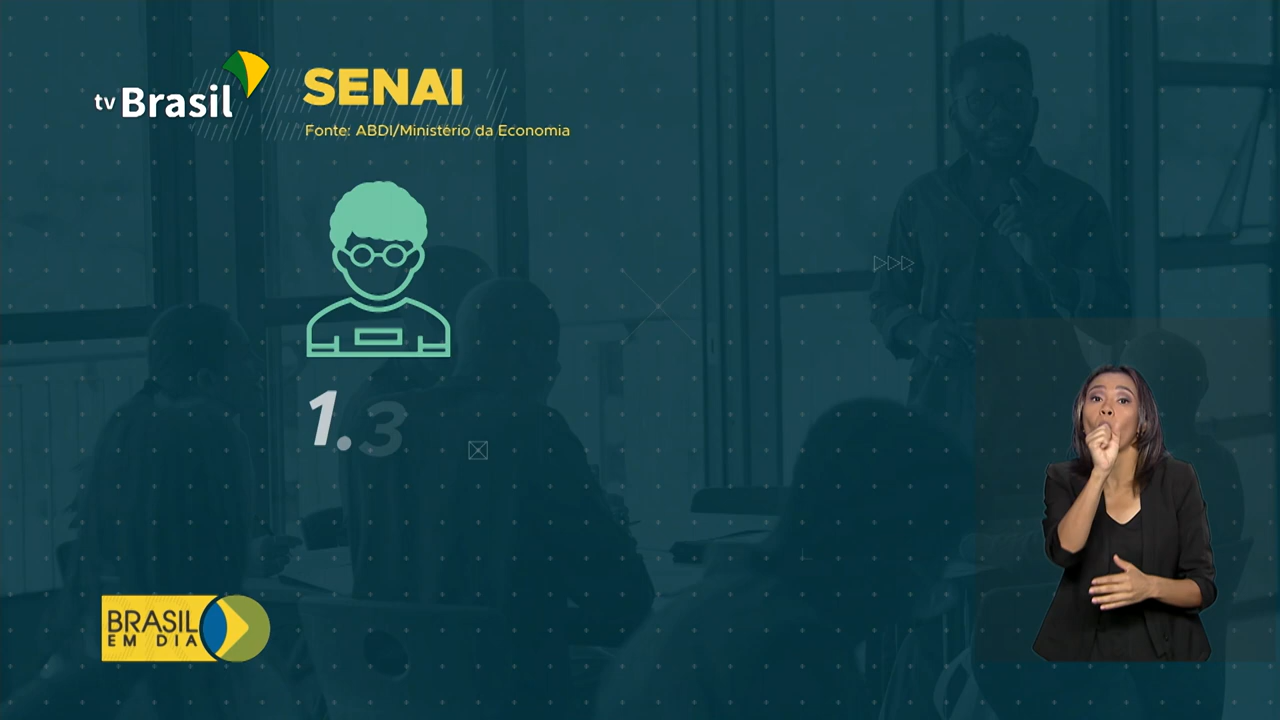 tv Brasil
SENAI
Fonte: ABDI/Ministério da Economia
1.3
BRASIL
EM DIA